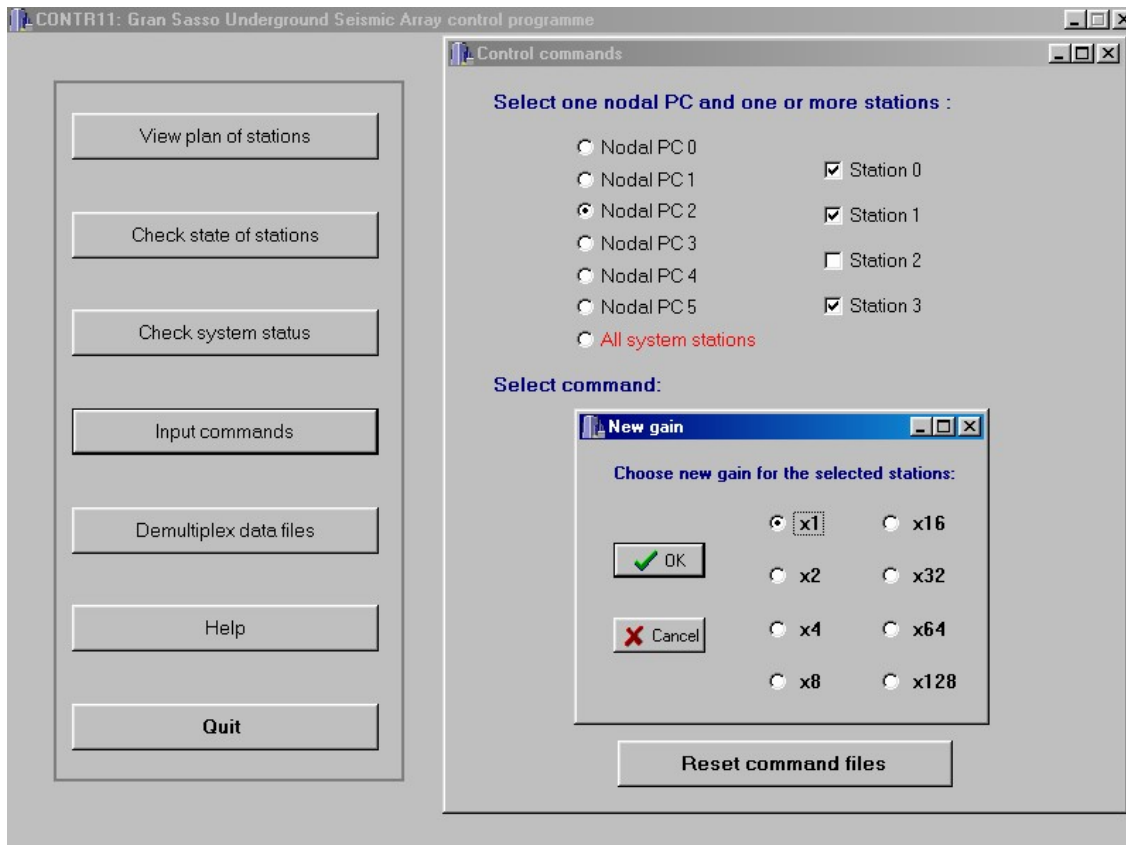 CONTR11: Gran Sasso Underground Seismic Array control programme
View plan of stations
Check state of stations
Check system status
Input commands
Demultiplex data files
Help
Quit
Control commands
Select one nodal PC and one or more stations :
Nodal PC 0
Nodal PC 1
Nodal PC 2
Nodal PC 3
Nodal PC 4
Nodal PC 5
All system stations
Station 0
Station 1
Station 2
Station 3
Select command:
New gain
Choose new gain for the selected stations:
OK
Cancel
x1
x2
x4
x8
x16
x32
x64
x128
Reset command files